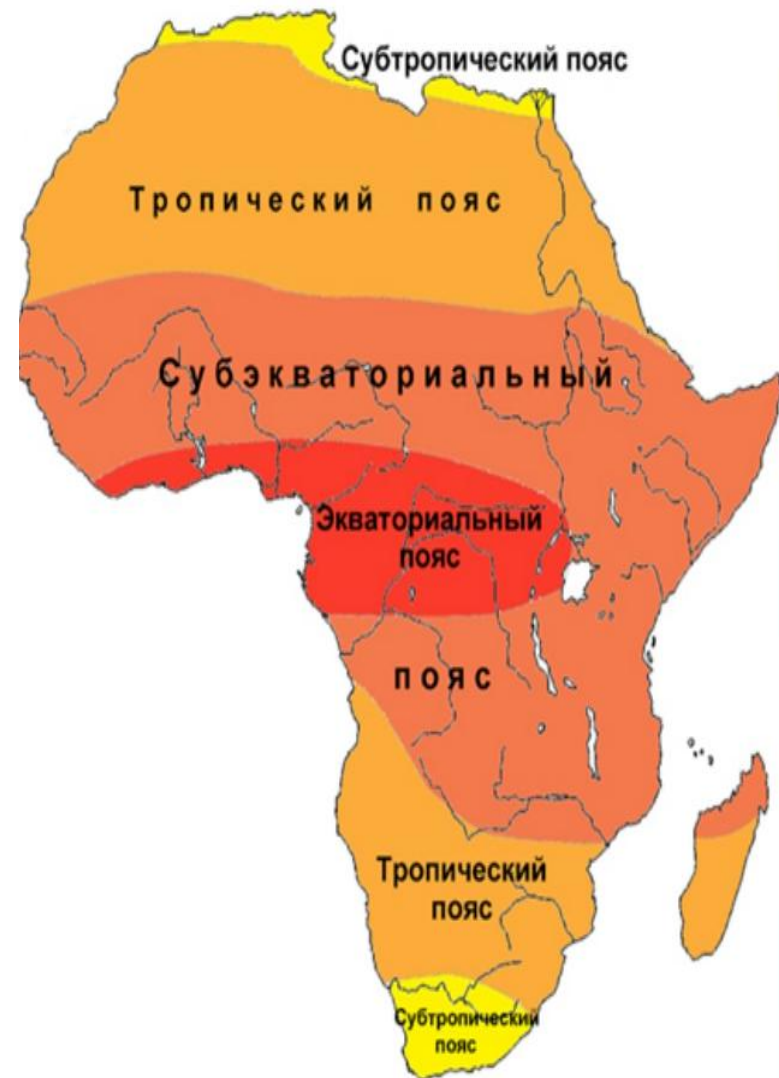 Субтропический пояс
Тропический пояс
Субэкваториальный
Экваториальный
пояс
пояс
Тропический
пояс
Субтропический
пояс